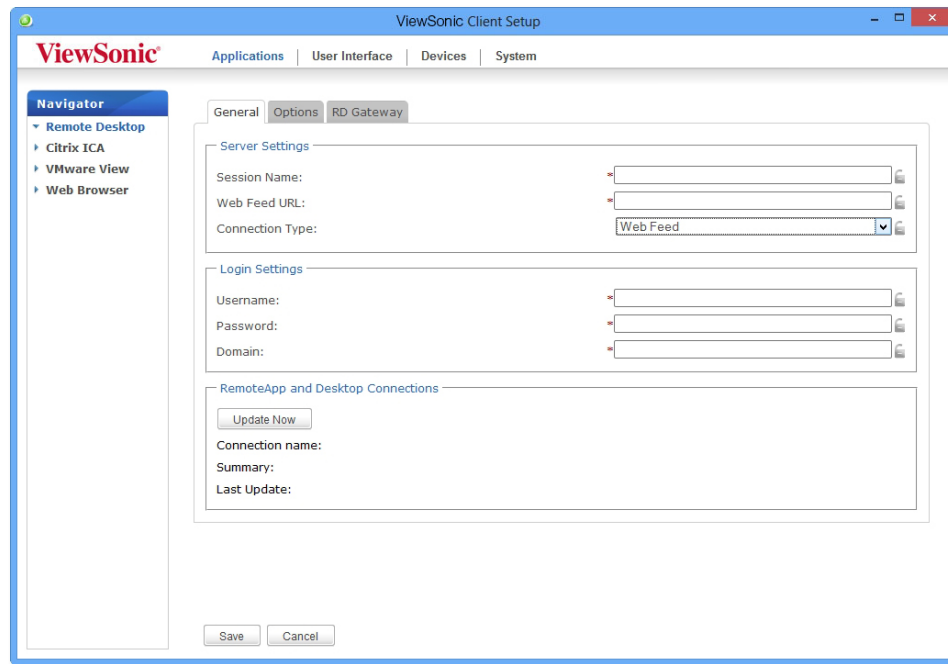 ViewSonic Client Setup
ViewSonic®
Applications | User Interface | Devices | System
Navigator
Remote Desktop
Citrix ICA
VMware View
Web Browser
General Options RD Gateway
Server Settings
Session Name: *
Web Feed URL: *
Connection Type: Web Feed
Login Settings
Username: *
Password: *
Domain: *
RemoteApp and Desktop Connections
Update Now
Connection name:
Summary:
Last Update:
Save Cancel